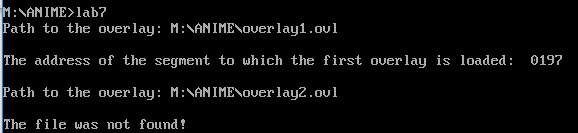 M:\ANIME>lab7
Path to the overlay: M:\ANIME\overlay1.ovl
The address of the segment to which the first overlay is loaded:  0197
Path to the overlay: M:\ANIME\overlay2.ovl
The file was not found!